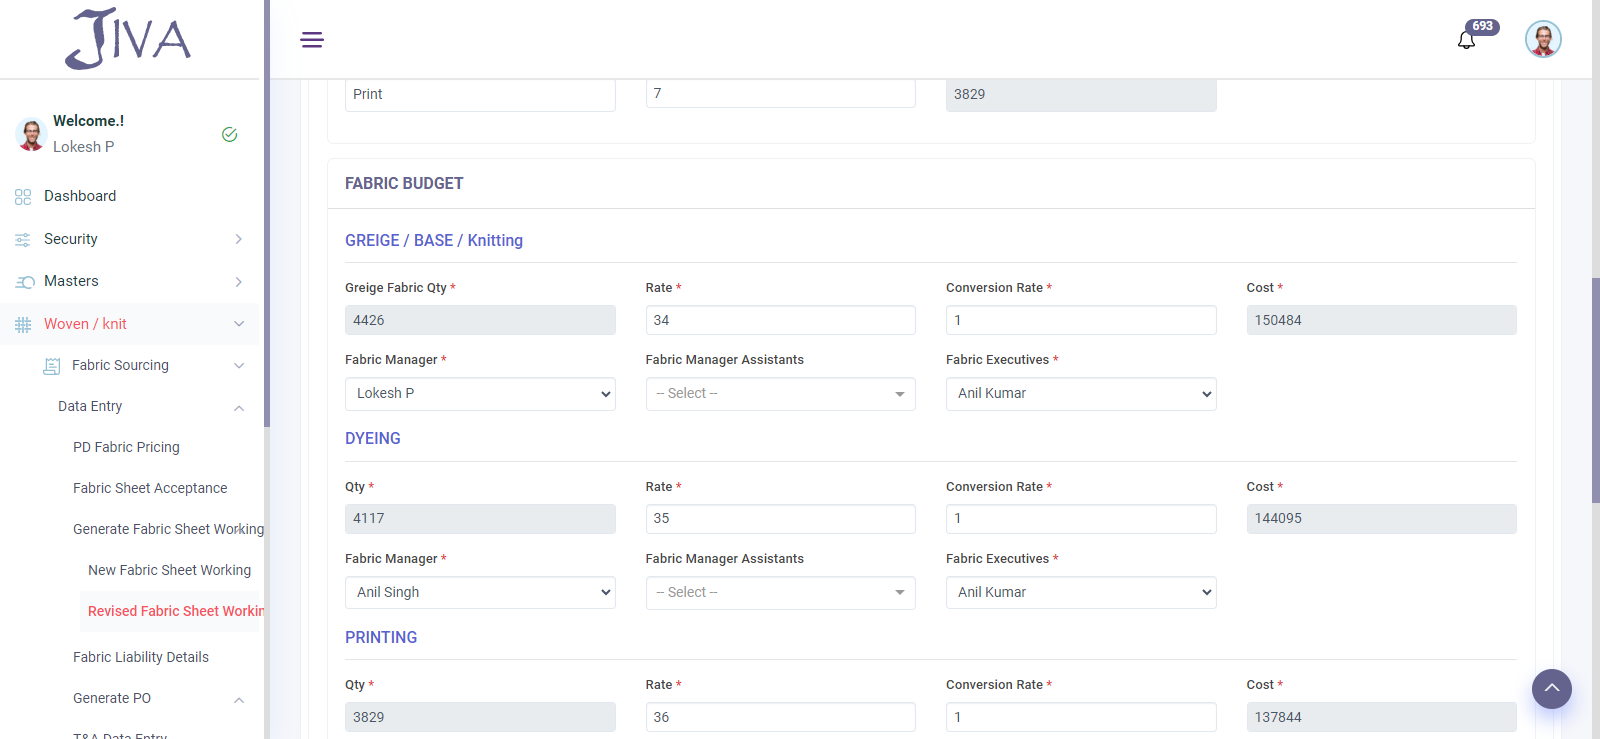 JIVA
693
Welcome.!
Lokesh P
Dashboard
Security
Masters
Woven / knit
Fabric Sourcing
Data Entry
PD Fabric Pricing
Fabric Sheet Acceptance
Generate Fabric Sheet Working
New Fabric Sheet Working
Revised Fabric Sheet Workin
Fabric Liability Details
Generate PO
T&A Data Entry
Print 7 3829
FABRIC BUDGET
GREIGE / BASE / Knitting
Greige Fabric Qty * Rate * Conversion Rate * Cost *
4426 34 1 150484
Fabric Manager * Fabric Manager Assistants Fabric Executives *
Lokesh P -- Select -- Anil Kumar
DYEING
Qty * Rate * Conversion Rate * Cost *
4117 35 1 144095
Fabric Manager * Fabric Manager Assistants Fabric Executives *
Anil Singh -- Select -- Anil Kumar
PRINTING
Qty * Rate * Conversion Rate * Cost *
3829 36 1 137844